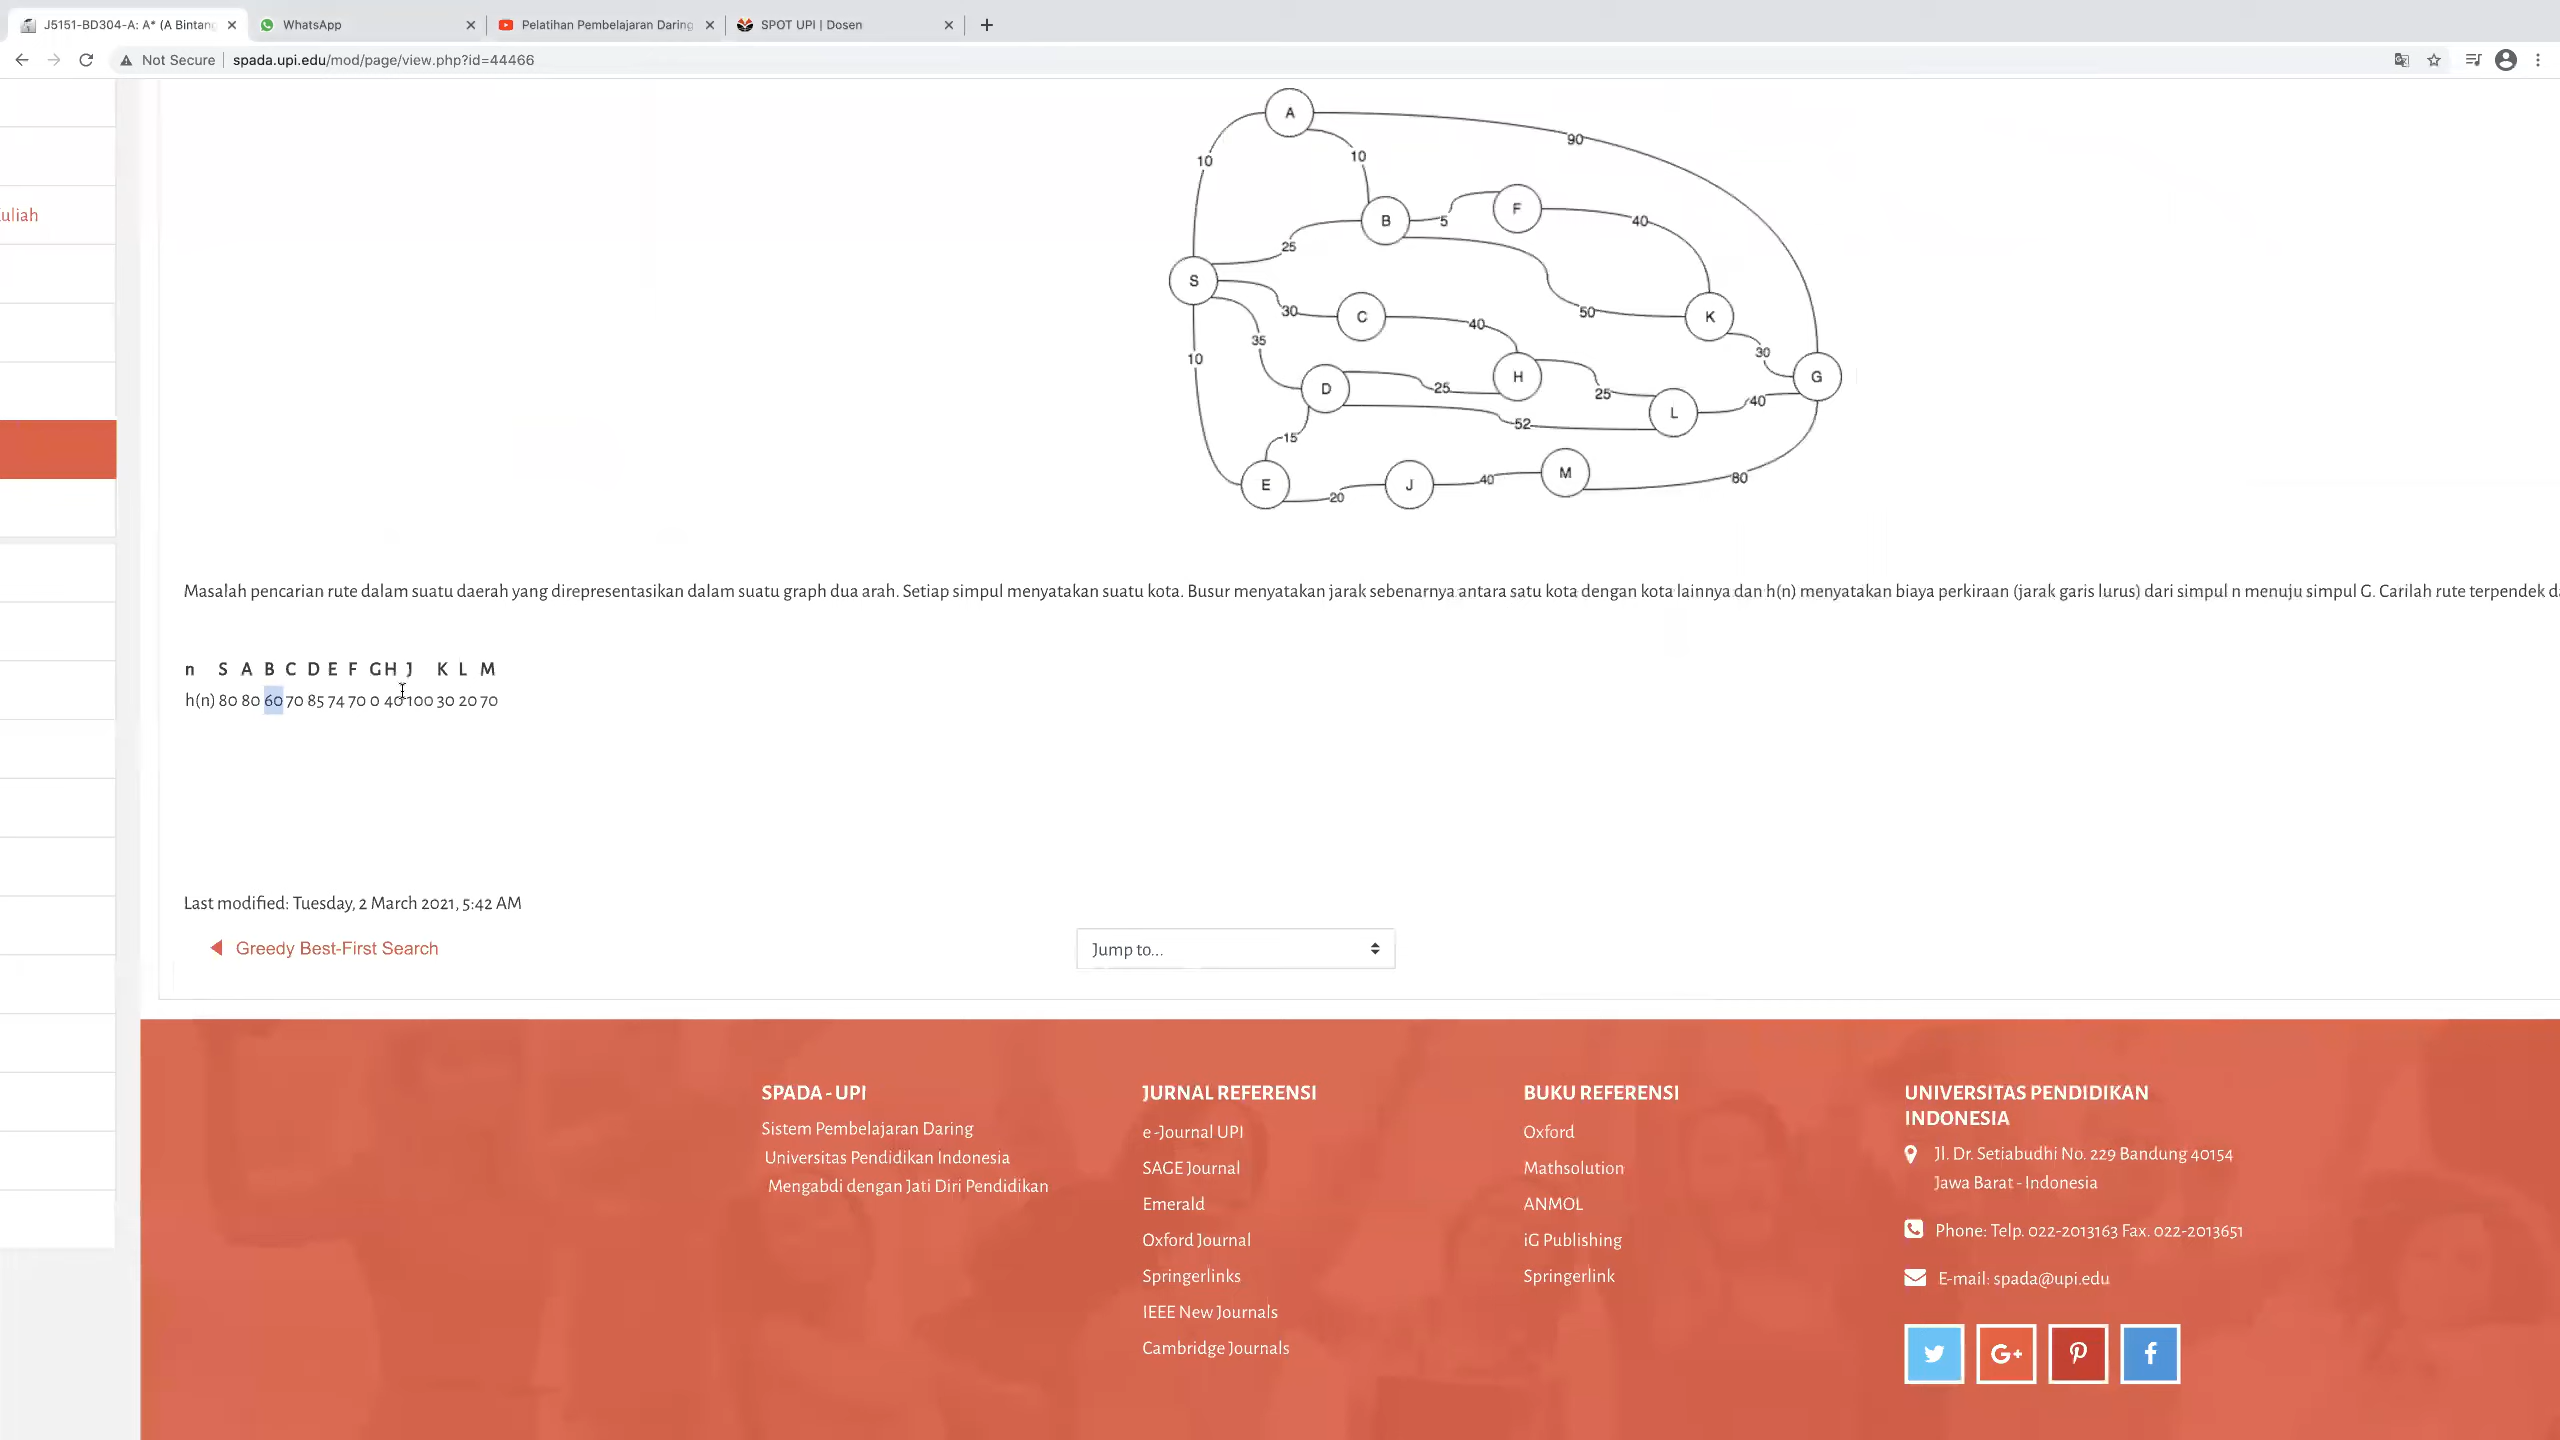 J5151-BD304-A: A* (A Bintang
WhatsApp
Pelatihan Pembelajaran Daring
SPOT UPI | Dosen
Not Secure
spada.upi.edu/mod/page/view.php?id=44466
uliah
A
90
10
10
B
5
F
40
25
S
30
C
40
50
K
35
30
10
D
25
H
25
G
L
40
52
15
E
20
J
40
M
80
Masalah pencarian rute dalam suatu daerah yang direpresentasikan dalam suatu graph dua arah. Setiap simpul menyatakan suatu kota. Busur menyatakan jarak sebenarnya antara satu kota dengan kota lainnya dan h(n) menyatakan biaya perkiraan (jarak garis lurus) dari simpul n menuju simpul G. Carilah rute terpendek da
n S A B C D E F G H J K L M
h(n) 80 80 60 70 85 74 70 0 40 100 30 20 70
Last modified: Tuesday, 2 March 2021, 5:42 AM
Greedy Best-First Search
Jump to...
SPADA - UPI
Sistem Pembelajaran Daring
Universitas Pendidikan Indonesia
Mengabdi dengan Jati Diri Pendidikan
JURNAL REFERENSI
e -Journal UPI
SAGE Journal
Emerald
Oxford Journal
Springerlinks
IEEE New Journals
Cambridge Journals
BUKU REFERENSI
Oxford
Mathsolution
ANMOL
iG Publishing
Springerlink
UNIVERSITAS PENDIDIKAN
INDONESIA
Jl. Dr. Setiabudhi No. 229 Bandung 40154
Jawa Barat - Indonesia
Phone: Telp. 022-2013163 Fax. 022-2013651
E-mail: spada@upi.edu
G+